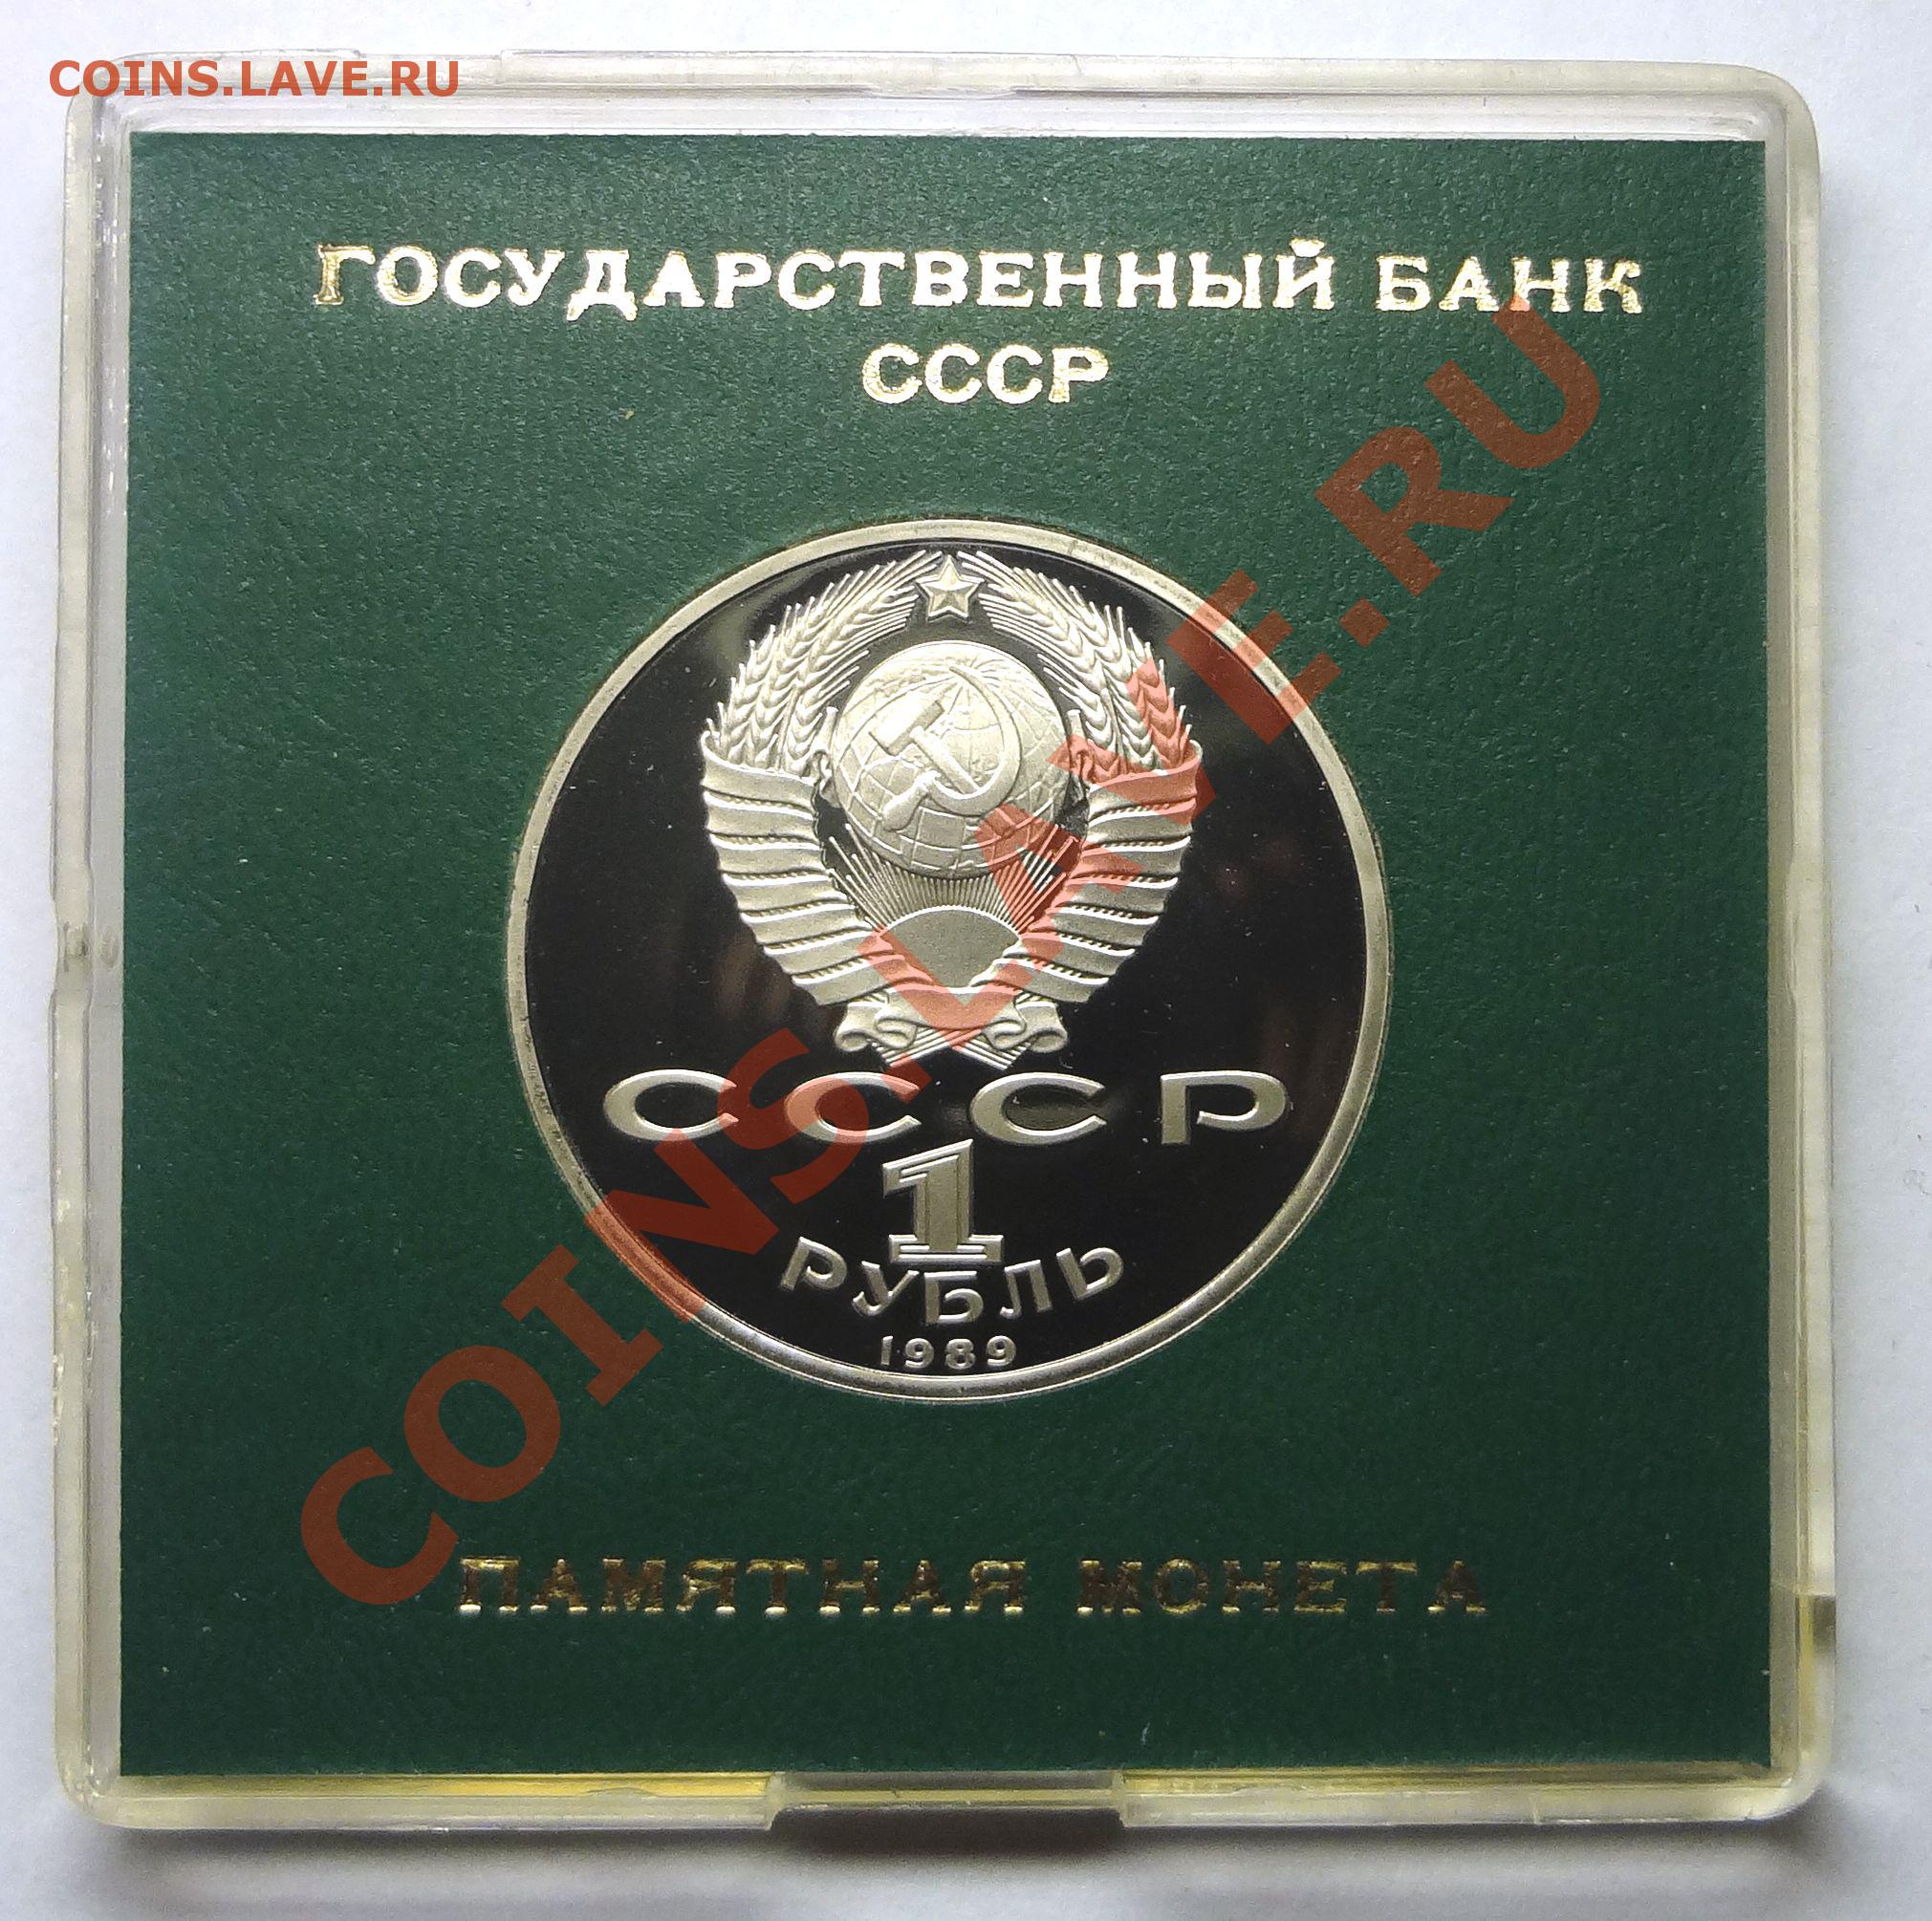 COINS.LAVE.RU
ГОСУДАРСТВЕННЫЙ БАНК
СССР
СССР
1
РУБЛЬ
1989
ПАМЯТНАЯ МОНЕТА
COINS.LAVE.RU